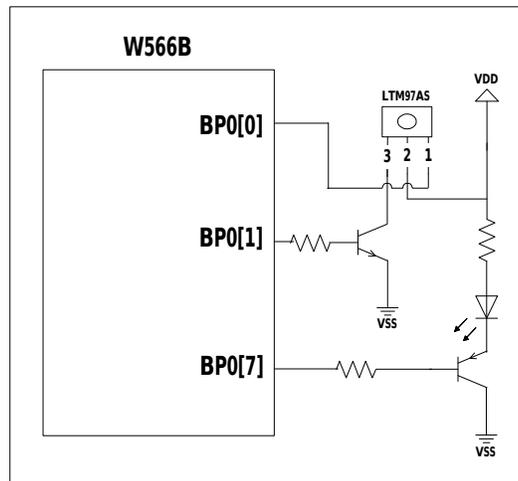 W566B
VDD
LTM97AS
BP0[0]
3 2 1
BP0[1]
VSS
BP0[7]
VSS